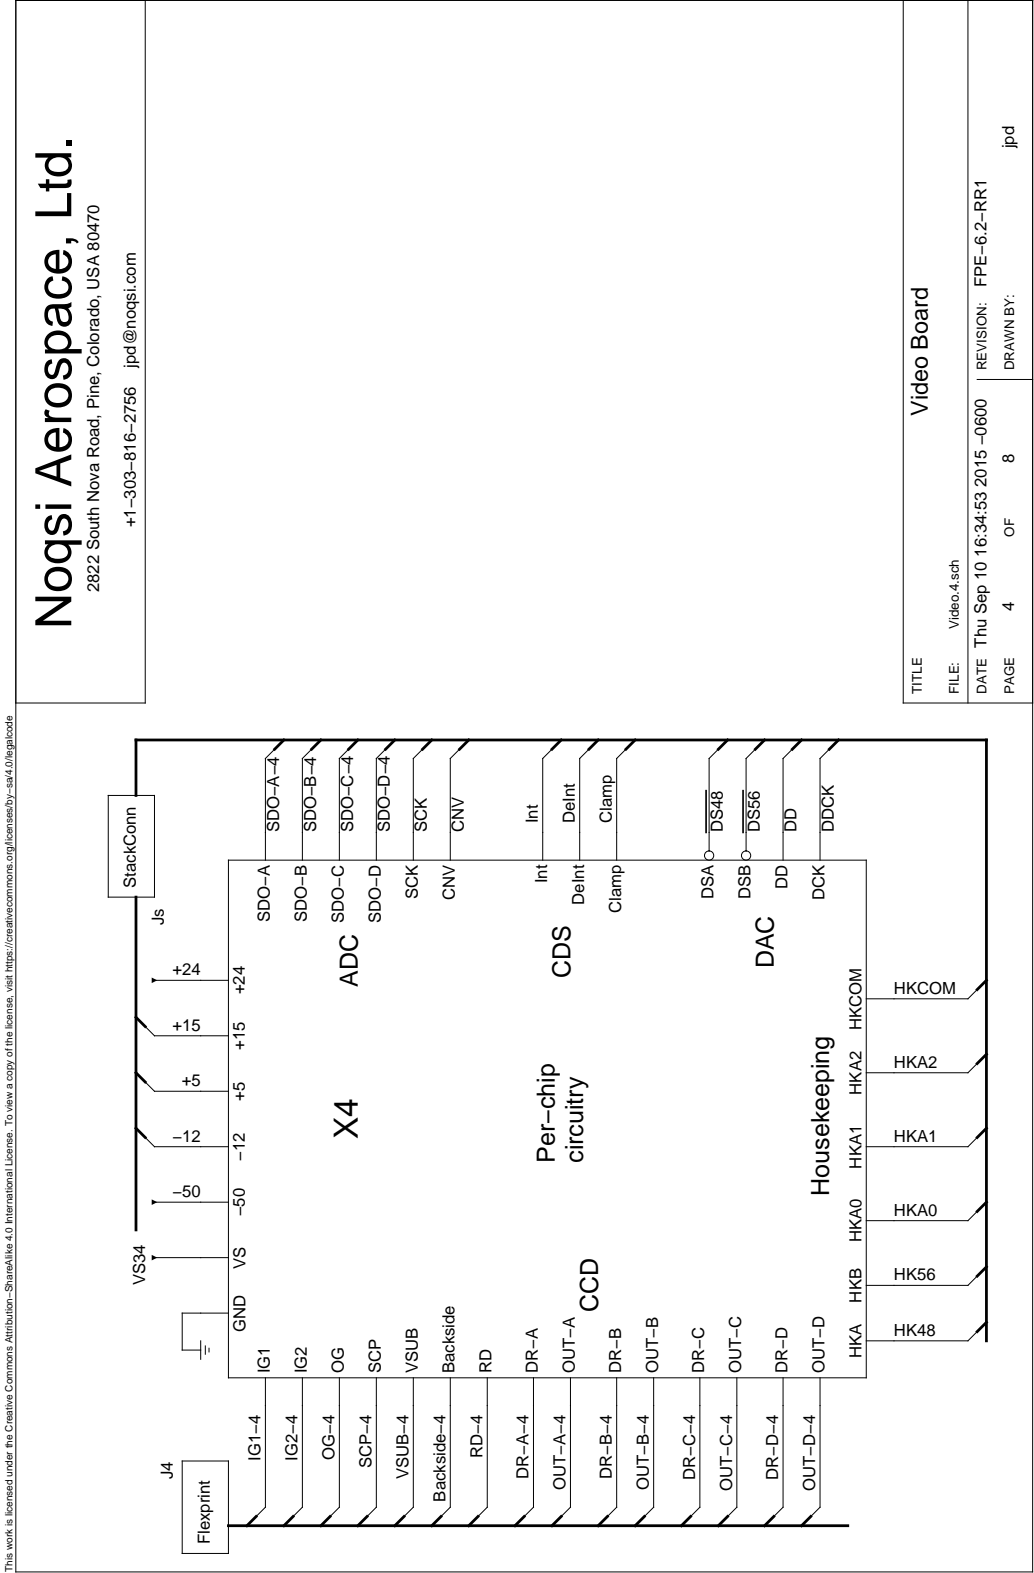 This work is licensed under the Creative Commons Attribution–ShareAlike 4.0 International License. To view a copy of the license, visit https://creativecommons.org/licenses/by–sa/4.0/legalcode
Noqsi Aerospace, Ltd.
2822 South Nova Road, Pine, Colorado, USA 80470
+1–303–816–2756 jpd@noqsi.com
StackConn
Js
VS34
–50
–12
+5
+15
+24
GND
VS
–50
–12
+5
+15
+24
J4
Flexprint
IG1–4
IG1
SDO–A
SDO–A–4
IG2–4
IG2
SDO–B
SDO–B–4
OG–4
OG
X4
ADC
SDO–C
SDO–C–4
SCP–4
SCP
SDO–D
SDO–D–4
VSUB–4
VSUB
SCK
SCK
Backside–4
Backside
CNV
CNV
RD–4
RD
DR–A–4
DR–A
Per–chip
circuitry
Int
Int
OUT–A–4
OUT–A
CCD
CDS
DeInt
DeInt
DR–B–4
DR–B
Clamp
Clamp
OUT–B–4
OUT–B
DR–C–4
DR–C
DSA
DS48
OUT–C–4
OUT–C
DAC
DSB
DS56
DR–D–4
DR–D
DD
DD
OUT–D–4
OUT–D
Housekeeping
DCK
DDCK
HKA
HKB
HKA0
HKA1
HKA2
HKCOM
HK48
HK56
HKA0
HKA1
HKA2
HKCOM
TITLE
Video Board
FILE: Video.4.sch
DATE Thu Sep 10 16:34:53 2015 –0600
REVISION: FPE–6.2–RR1
PAGE 4 OF 8
DRAWN BY: jpd